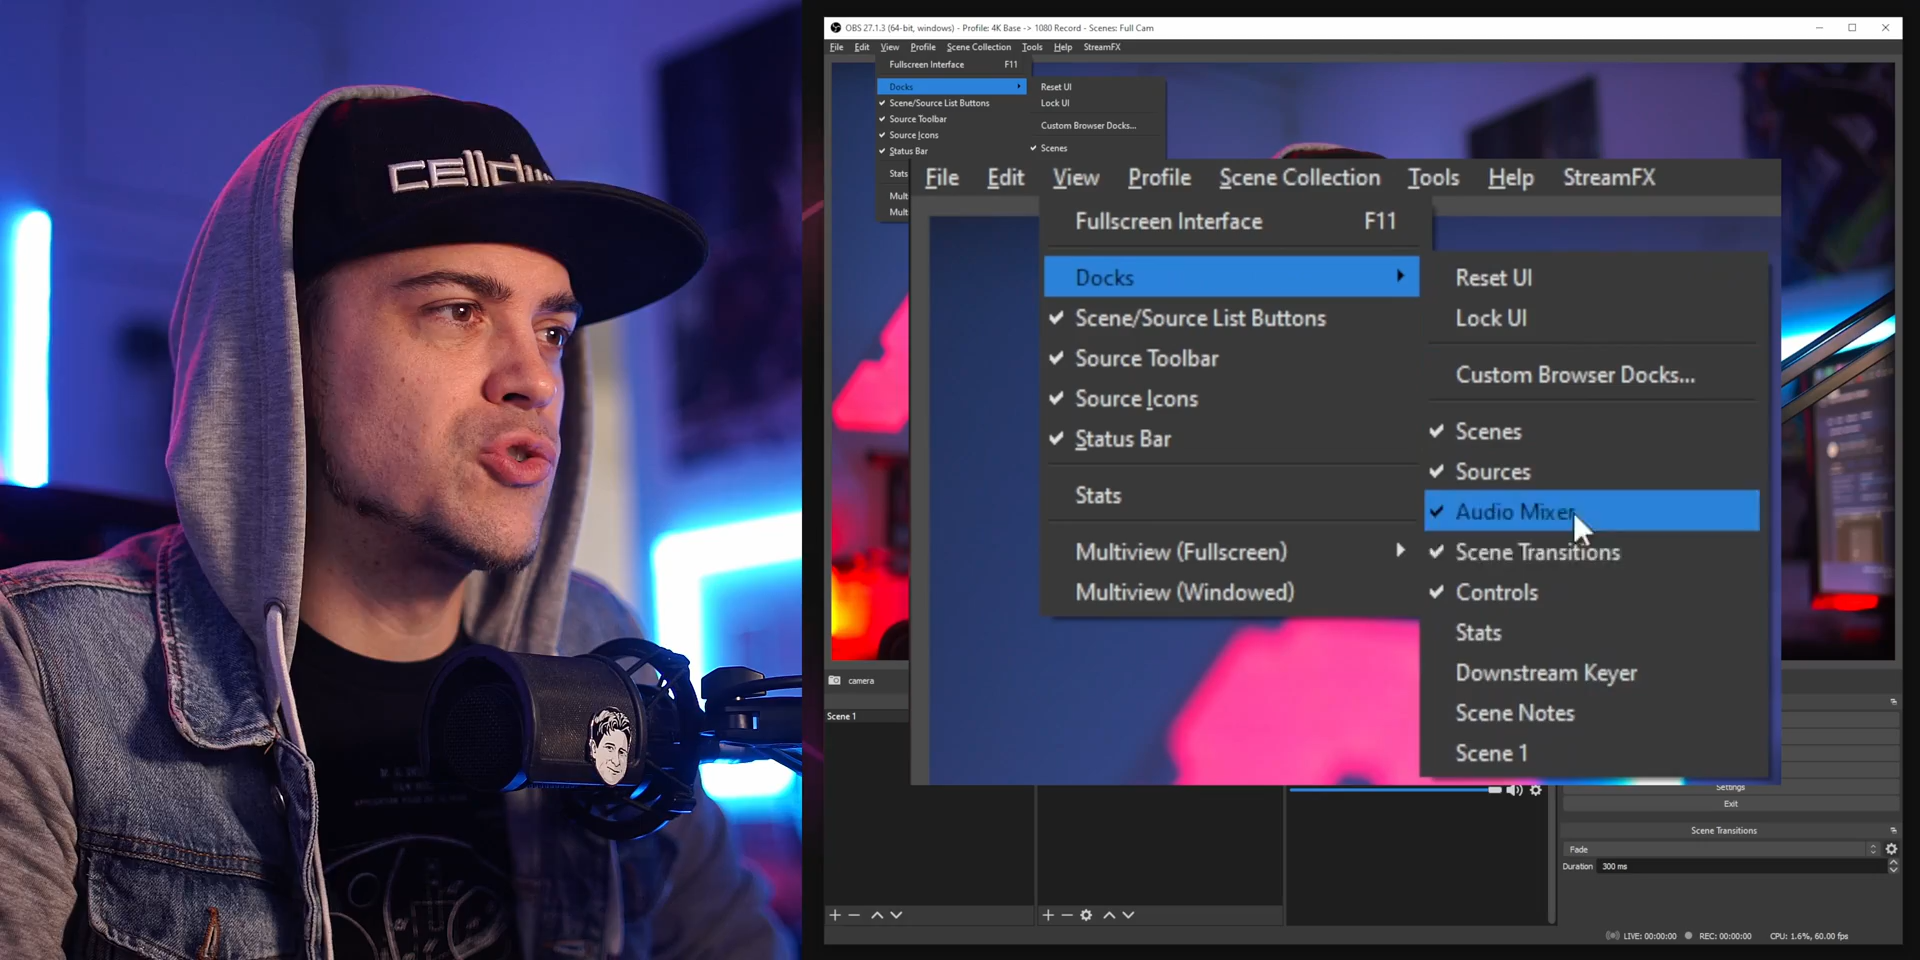 OBS 27.1.3 (64-bit, windows) - Profile: 4K Base -> 1080 Record - Scenes: Full Cam
File Edit View Profile Scene Collection Tools Help StreamFX
Fullscreen Interface F11
Docks
Scene/Source List Buttons
Source Toolbar
Source Icons
Status Bar
Stats
Mult
Mult
Reset UI
Lock UI
Custom Browser Docks...
Scenes
File Edit View Profile Scene Collection Tools Help StreamFX
Fullscreen Interface F11
Docks
Scene/Source List Buttons
Source Toolbar
Source Icons
Status Bar
Stats
Multiview (Fullscreen)
Multiview (Windowed)
Reset UI
Lock UI
Custom Browser Docks...
Scenes
Sources
Audio Mixer
Scene Transitions
Controls
Stats
Downstream Keyer
Scene Notes
Scene 1
camera
Scene 1
Settings
Exit
Scene Transitions
Fade
Duration 300 ms
LIVE: 00:00:00 REC: 00:00:00 CPU: 1.6%, 60.00 fps